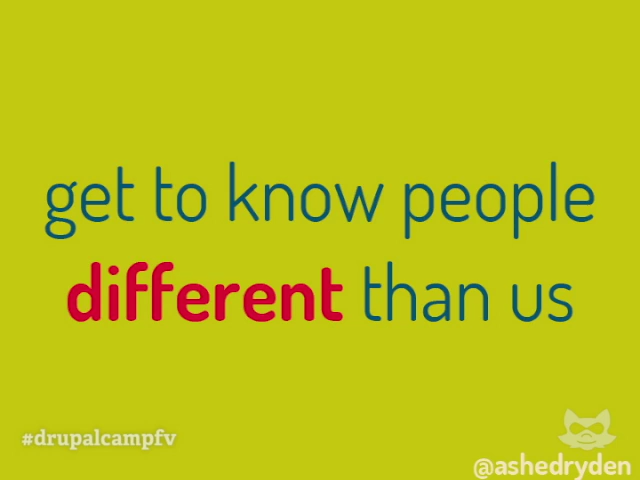 get to know people
different than us
#drupalcampfv
@ashedryden